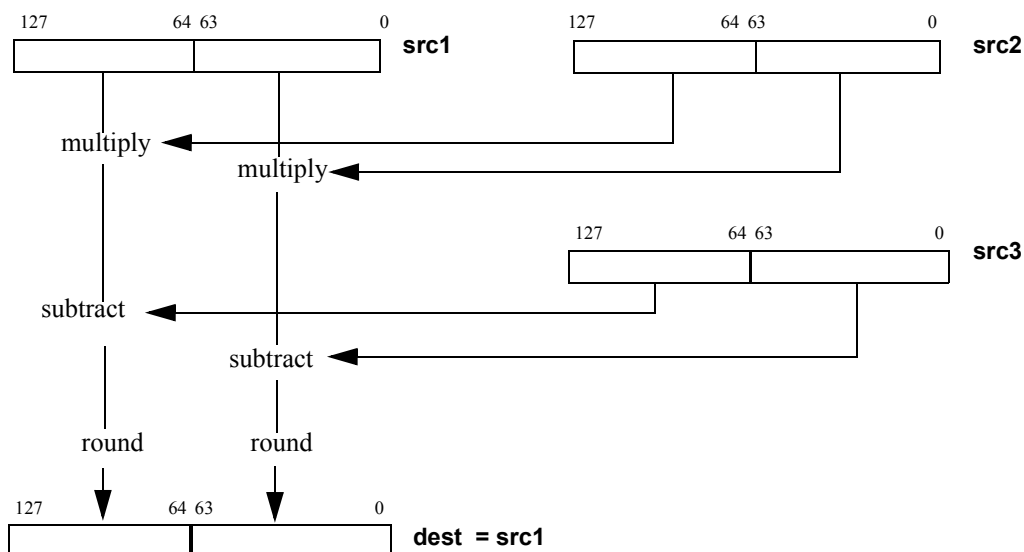 127 64 63 0 src1
127 64 63 0 src2
multiply
multiply
127 64 63 0 src3
subtract
subtract
round round
127 64 63 0
dest = src1